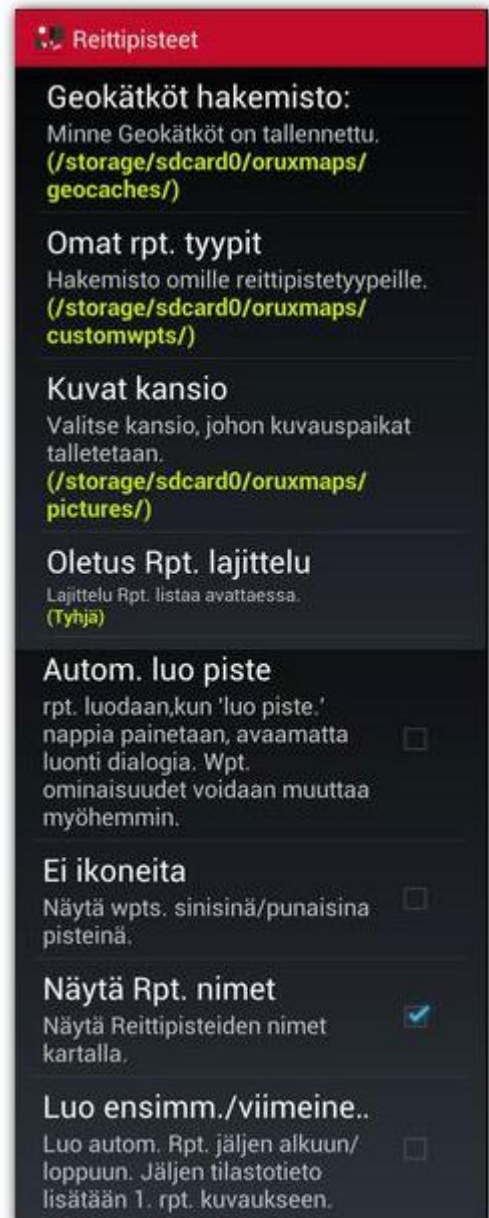 Reittipisteet
Geokätköt hakemisto:
Minne Geokätköt on tallennettu.
(/storage/sdcard0/oruxmaps/
geocaches/)
Omat rpt. tyypit
Hakemisto omille reittipistetyypeille.
(/storage/sdcard0/oruxmaps/
customwpts/)
Kuvat kansio
Valitse kansio, johon kuvauspaikat
talletetaan.
(/storage/sdcard0/oruxmaps/
pictures/)
Oletus Rpt. lajittelu
Lajittelu Rpt. listaa avattaessa.
(Tyhjä)
Autom. luo piste
rpt. luodaan,kun 'luo piste.'
nappia painetaan, avaamatta
luonti dialogia. Wpt.
ominaisuudet voidaan muuttaa
myöhemmin.
Ei ikoneita
Näytä wpts. sinisinä/punaisina
pisteinä.
Näytä Rpt. nimet
Näytä Reittipisteiden nimet
kartalla.
Luo ensimm./viimeine..
Luo autom. Rpt. jäljen alkuun/
loppuun. Jäljen tilastotieto
lisätään 1. rpt. kuvaukseen.